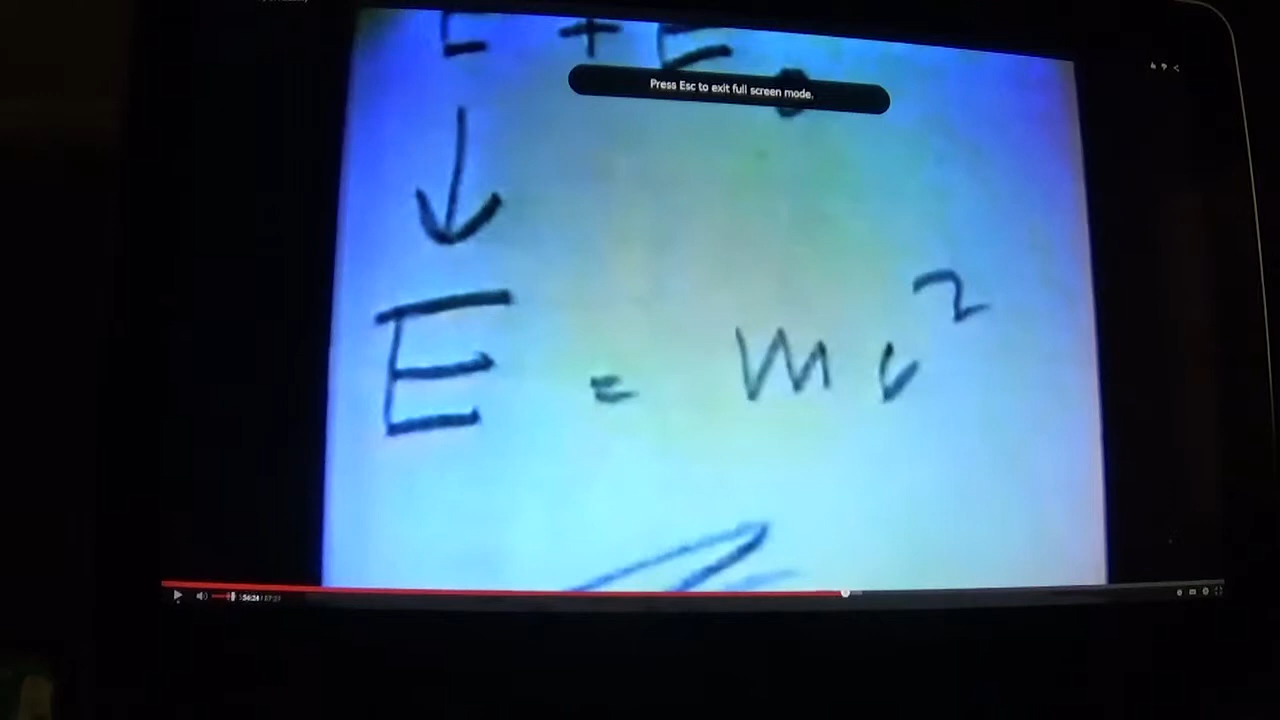 E + E
Press Esc to exit full screen mode.
E = mc²